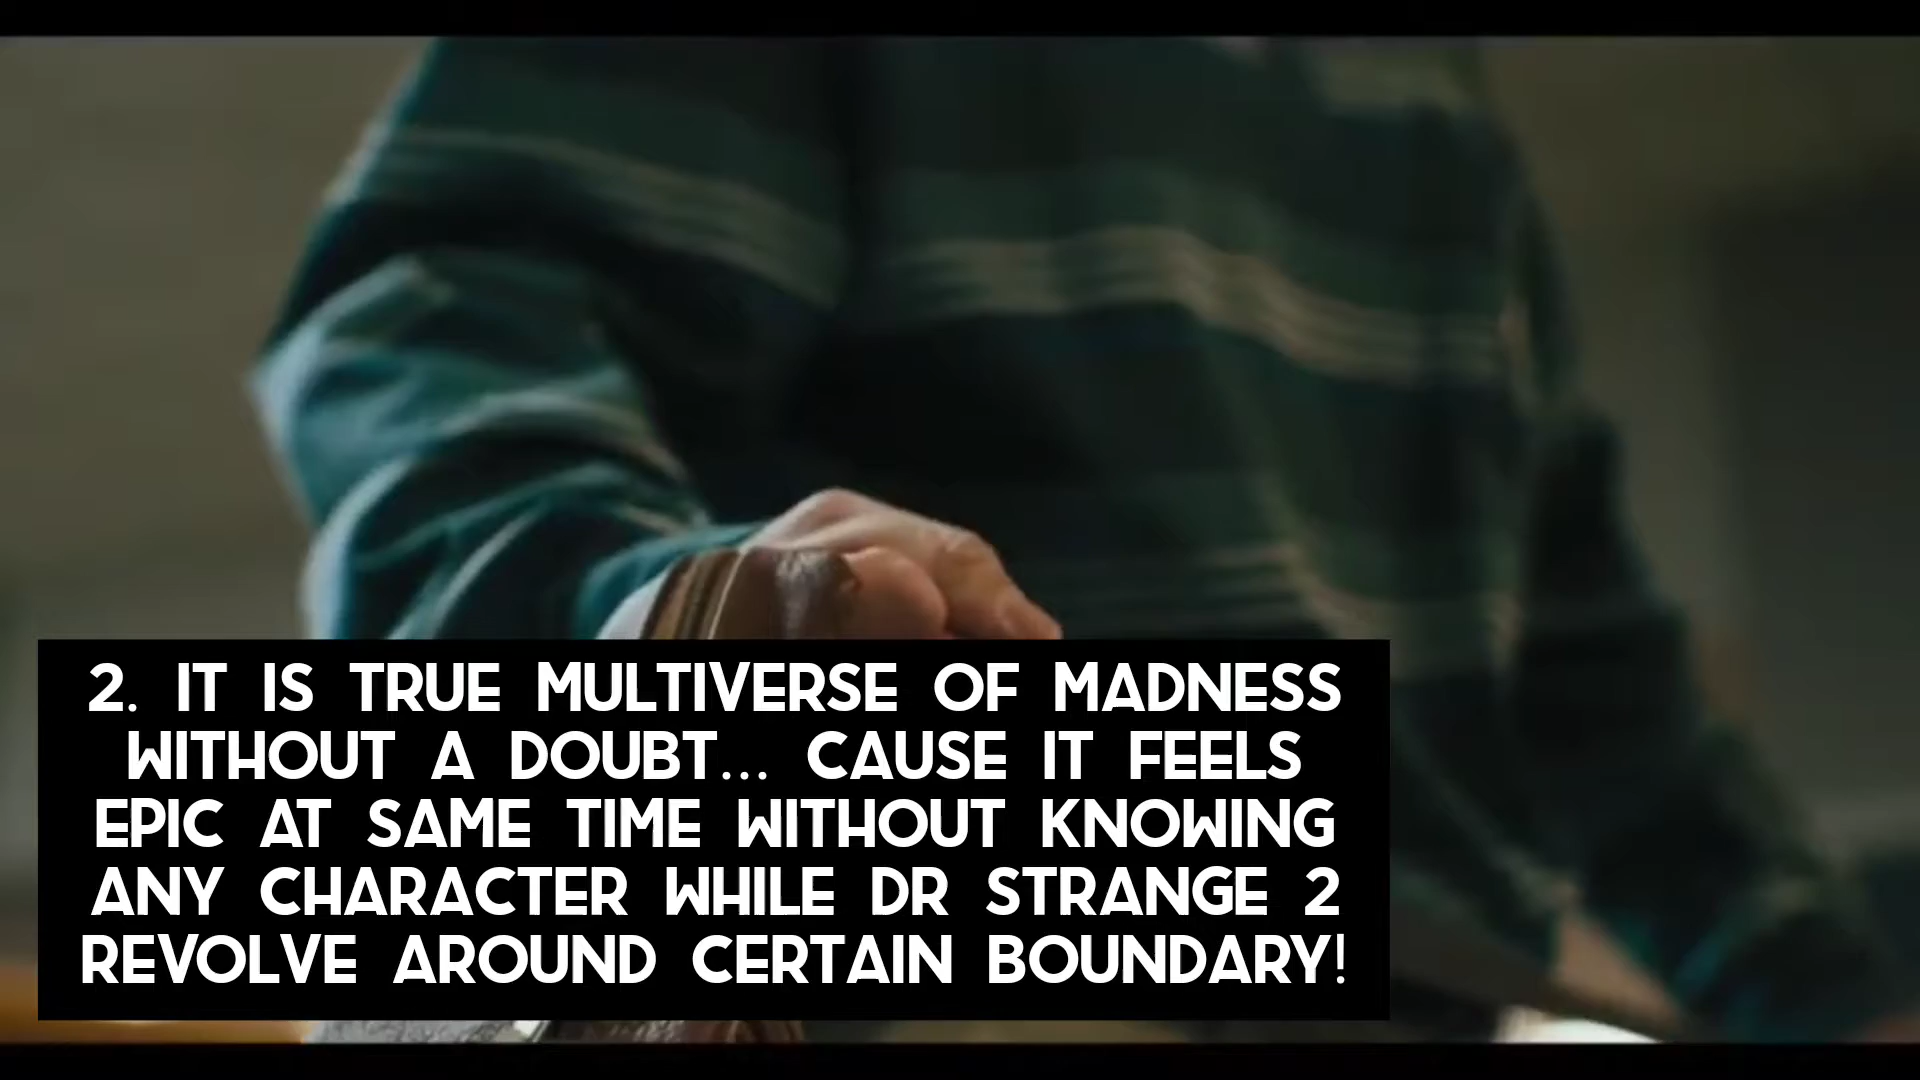 2. IT IS TRUE MULTIVERSE OF MADNESS
WITHOUT A DOUBT... CAUSE IT FEELS
EPIC AT SAME TIME WITHOUT KNOWING
ANY CHARACTER WHILE DR STRANGE 2
REVOLVE AROUND CERTAIN BOUNDARY!